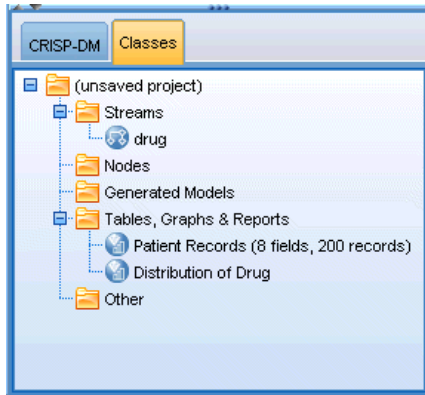 CRISP-DM Classes
(unsaved project)
Streams
drug
Nodes
Generated Models
Tables, Graphs & Reports
Patient Records (8 fields, 200 records)
Distribution of Drug
Other